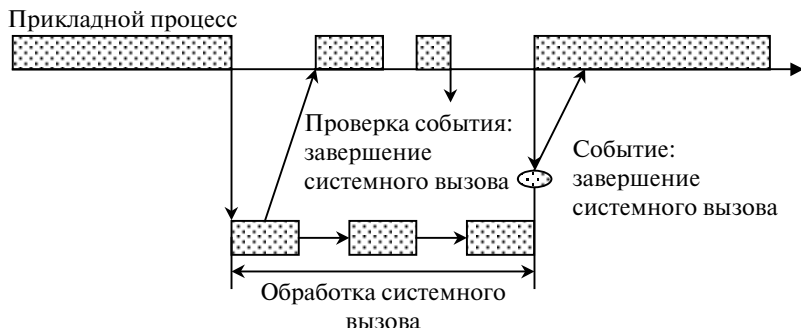 Прикладной процесс
Проверка события:
завершение
системного вызова
Событие:
завершение
системного вызова
Обработка системного
вызова